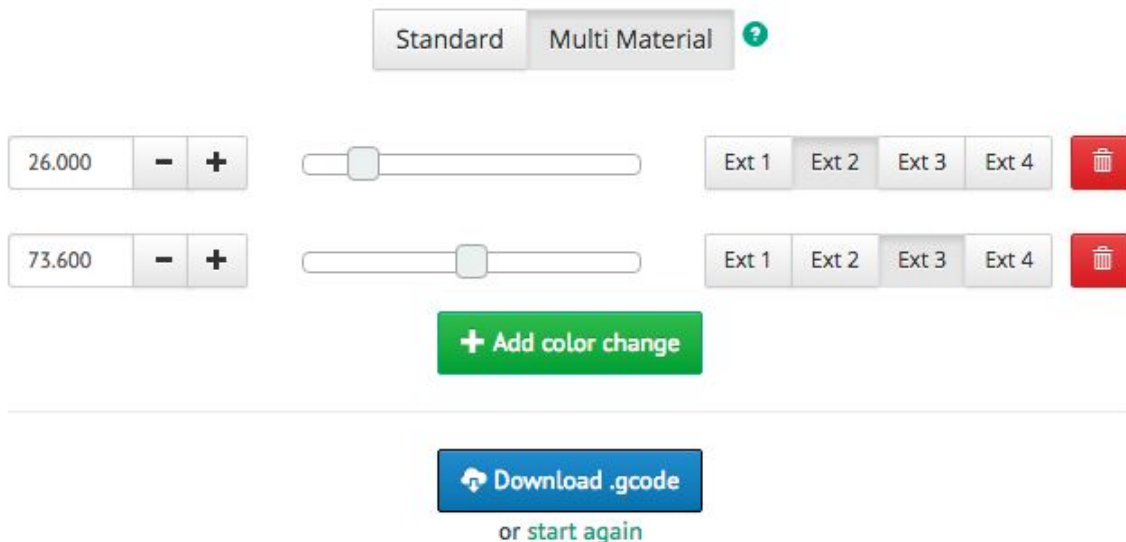 Standard Multi Material ?
26.000 Ext 1 Ext 2 Ext 3 Ext 4
73.600 Ext 1 Ext 2 Ext 3 Ext 4
Add color change
Download .gcode
or start again